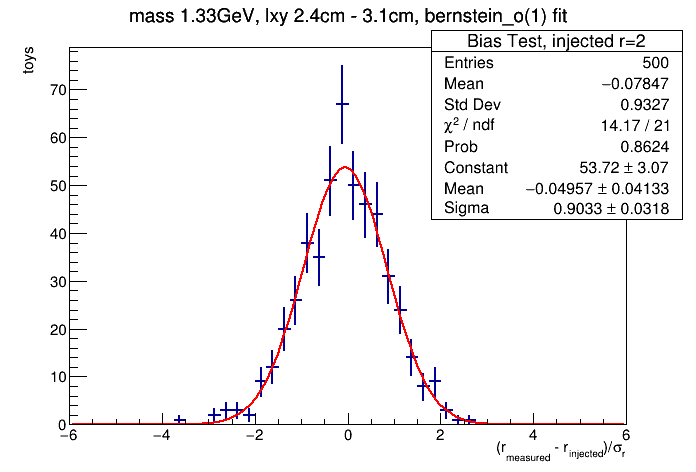 mass 1.33GeV, lxy 2.4cm - 3.1cm, bernstein_o(1) fit
Bias Test, injected r=2
Entries 500
Mean −0.07847
Std Dev 0.9327
χ² / ndf 14.17 / 21
Prob 0.8624
Constant 53.72 ± 3.07
Mean −0.04957 ± 0.04133
Sigma 0.9033 ± 0.0318
toys
70
60
50
40
30
20
10
0
−6 −4 −2 0 2 4 6
(r_measured - r_injected)/σ_r